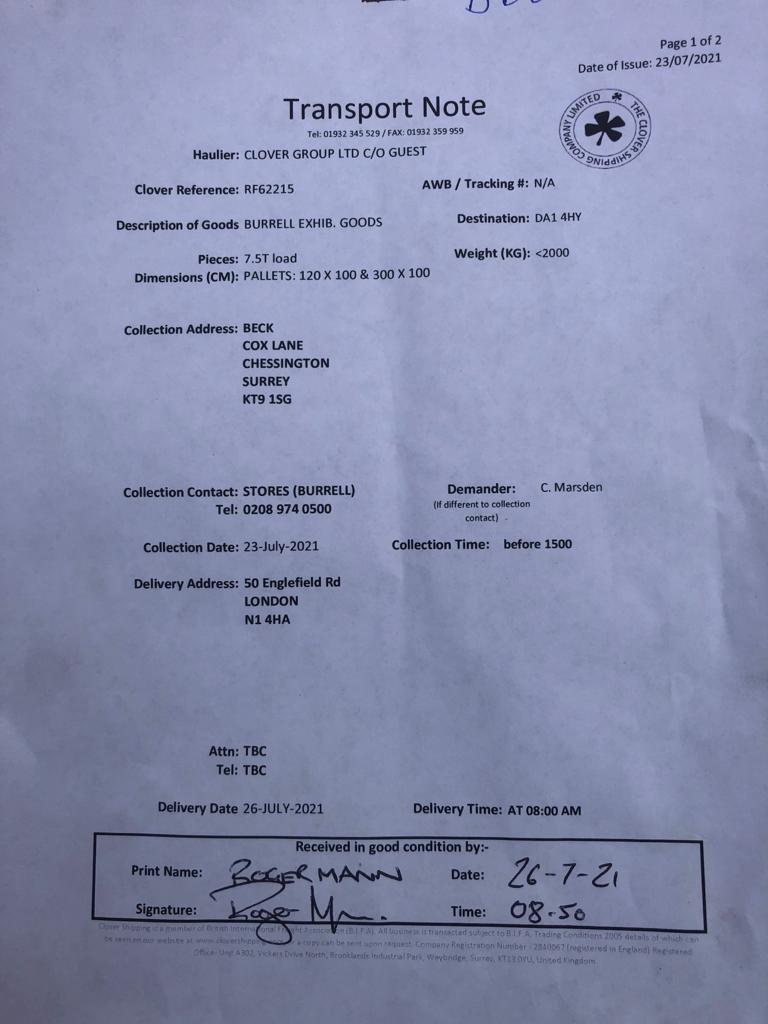 Page 1 of 2
Date of Issue: 23/07/2021
Transport Note
THE CLOVER SHIPPING COMPANY LIMITED
Tel: 01932 345 529 / FAX: 01932 359 959
Haulier: CLOVER GROUP LTD C/O GUEST
Clover Reference: RF62215 AWB / Tracking #: N/A
Description of Goods BURRELL EXHIB. GOODS Destination: DA1 4HY
Pieces: 7.5T load Weight (KG): <2000
Dimensions (CM): PALLETS: 120 X 100 & 300 X 100
Collection Address: BECK
COX LANE
CHESSINGTON
SURREY
KT9 1SG
Collection Contact: STORES (BURRELL) Demander: C. Marsden
Tel: 0208 974 0500 (If different to collection
contact)
Collection Date: 23-July-2021 Collection Time: before 1500
Delivery Address: 50 Englefield Rd
LONDON
N1 4HA
Attn: TBC
Tel: TBC
Delivery Date 26-JULY-2021 Delivery Time: AT 08:00 AM
Received in good condition by:-
Print Name: ROGER MANN Date: 26-7-21
Signature: Roger M Time: 08.50
Clover Shipping is a member of British International Freight Association (B.I.F.A). All business is transacted subject to B.I.F.A. Trading Conditions 2005 details of which can
be seen on our website at www.clovershipp a copy can be sent upon request. Company Registration Number - 2840067 (registered in England) Registered
Office- Unit A302, Vickers Drive North, Brooklands Industrial Park, Weybridge, Surrey, KT13 0YU, United Kingdom